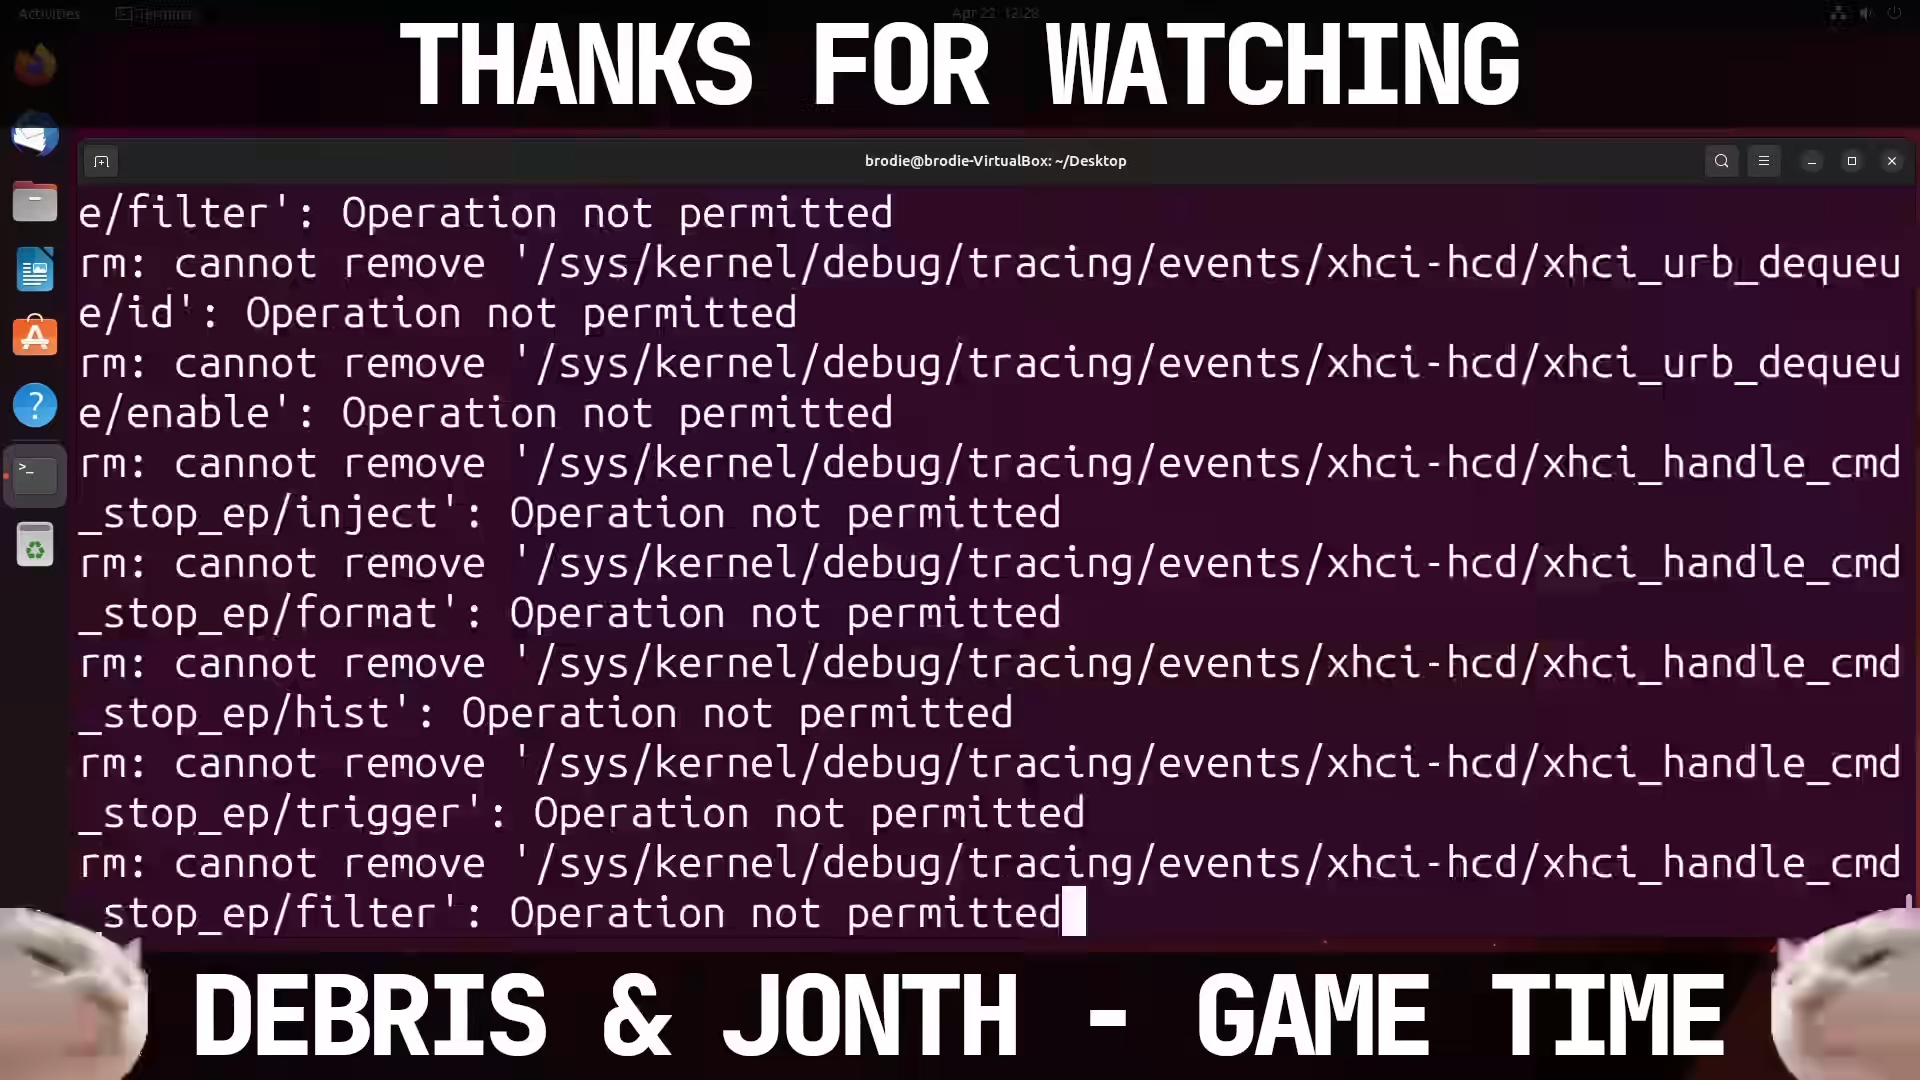 Activities Terminal Apr 22 12:28
THANKS FOR WATCHING
brodie@brodie-VirtualBox: ~/Desktop
e/filter': Operation not permitted
rm: cannot remove '/sys/kernel/debug/tracing/events/xhci-hcd/xhci_urb_dequeu
e/id': Operation not permitted
rm: cannot remove '/sys/kernel/debug/tracing/events/xhci-hcd/xhci_urb_dequeu
e/enable': Operation not permitted
rm: cannot remove '/sys/kernel/debug/tracing/events/xhci-hcd/xhci_handle_cmd
_stop_ep/inject': Operation not permitted
rm: cannot remove '/sys/kernel/debug/tracing/events/xhci-hcd/xhci_handle_cmd
_stop_ep/format': Operation not permitted
rm: cannot remove '/sys/kernel/debug/tracing/events/xhci-hcd/xhci_handle_cmd
_stop_ep/hist': Operation not permitted
rm: cannot remove '/sys/kernel/debug/tracing/events/xhci-hcd/xhci_handle_cmd
_stop_ep/trigger': Operation not permitted
rm: cannot remove '/sys/kernel/debug/tracing/events/xhci-hcd/xhci_handle_cmd
_stop_ep/filter': Operation not permitted
DEBRIS & JONTH - GAME TIME